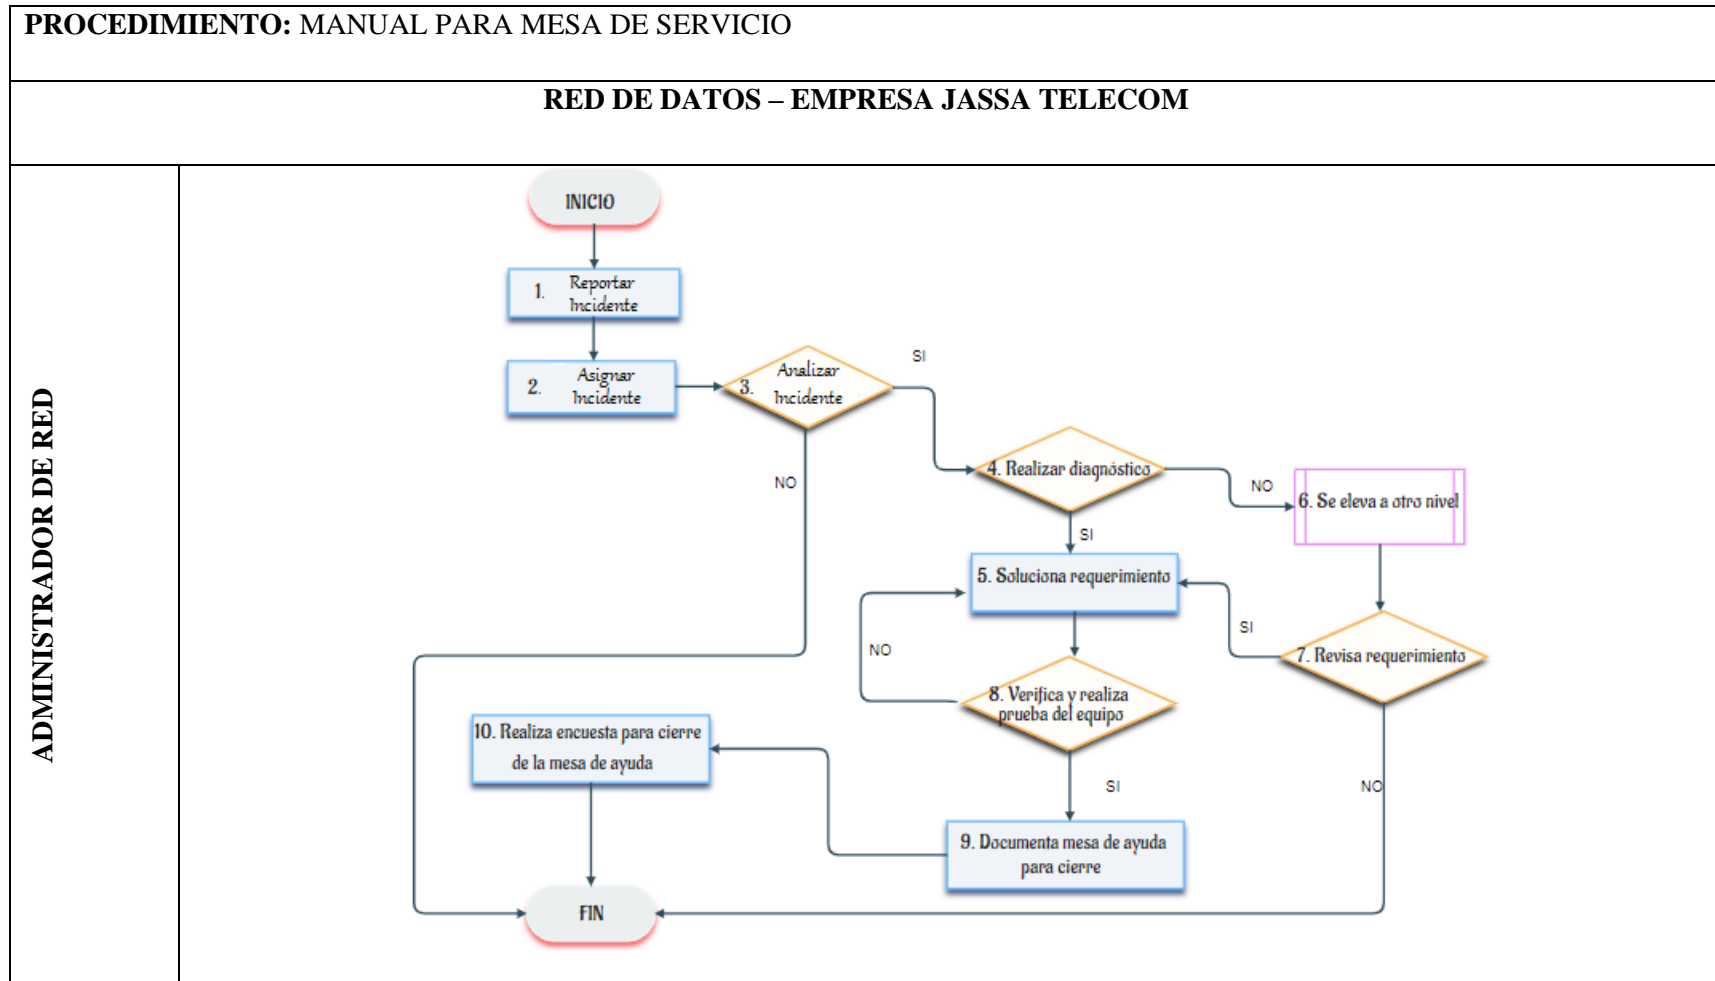 PROCEDIMIENTO: MANUAL PARA MESA DE SERVICIO
RED DE DATOS – EMPRESA JASSA TELECOM
ADMINISTRADOR DE RED
INICIO
1. Reportar
Incidente
2. Asignar
Incidente
3. Analizar
Incidente
SI
NO
4. Realizar diagnóstico
NO
SI
6. Se eleva a otro nivel
5. Soluciona requerimiento
SI
NO
7. Revisa requerimiento
8. Verifica y realiza
prueba del equipo
10. Realiza encuesta para cierre
de la mesa de ayuda
SI
NO
9. Documenta mesa de ayuda
para cierre
FIN